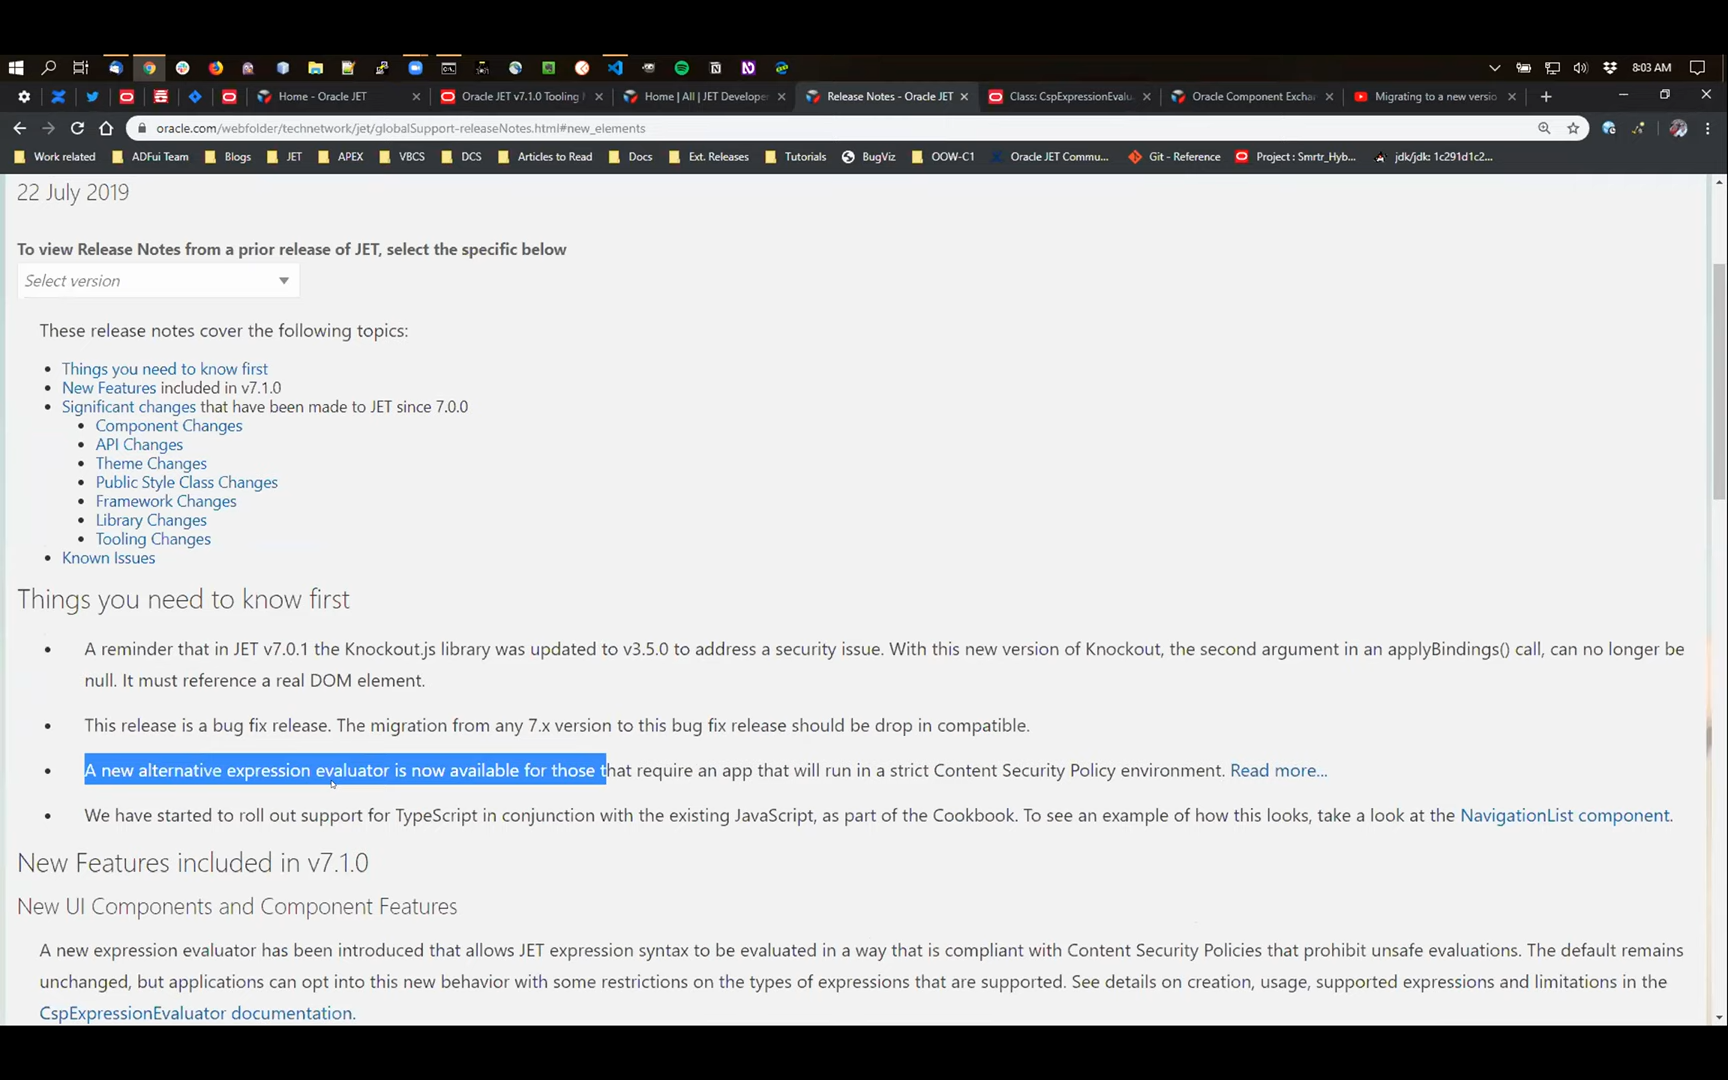 8:03 AM
Home - Oracle JET
Oracle JET v7.1.0 Tooling
Home | All | JET Develope
Release Notes - Oracle JET
Class: CspExpressionEvalu
Oracle Component Excha
Migrating to a new versio
oracle.com/webfolder/technetwork/jet/globalSupport-releaseNotes.html#new_elements
Work related
ADFui Team
Blogs
JET
APEX
VBCS
DCS
Articles to Read
Docs
Ext. Releases
Tutorials
BugViz
OOW-C1
Oracle JET Commu...
Git - Reference
Project : Smrtr_Hyb...
jdk/jdk: 1c291d1c2...
22 July 2019
To view Release Notes from a prior release of JET, select the specific below
Select version
These release notes cover the following topics:
Things you need to know first
New Features included in v7.1.0
Significant changes that have been made to JET since 7.0.0
Component Changes
API Changes
Theme Changes
Public Style Class Changes
Framework Changes
Library Changes
Tooling Changes
Known Issues
Things you need to know first
A reminder that in JET v7.0.1 the Knockout.js library was updated to v3.5.0 to address a security issue. With this new version of Knockout, the second argument in an applyBindings() call, can no longer be
null. It must reference a real DOM element.
This release is a bug fix release. The migration from any 7.x version to this bug fix release should be drop in compatible.
A new alternative expression evaluator is now available for those that require an app that will run in a strict Content Security Policy environment. Read more...
We have started to roll out support for TypeScript in conjunction with the existing JavaScript, as part of the Cookbook. To see an example of how this looks, take a look at the NavigationList component.
New Features included in v7.1.0
New UI Components and Component Features
A new expression evaluator has been introduced that allows JET expression syntax to be evaluated in a way that is compliant with Content Security Policies that prohibit unsafe evaluations. The default remains
unchanged, but applications can opt into this new behavior with some restrictions on the types of expressions that are supported. See details on creation, usage, supported expressions and limitations in the
CspExpressionEvaluator documentation.